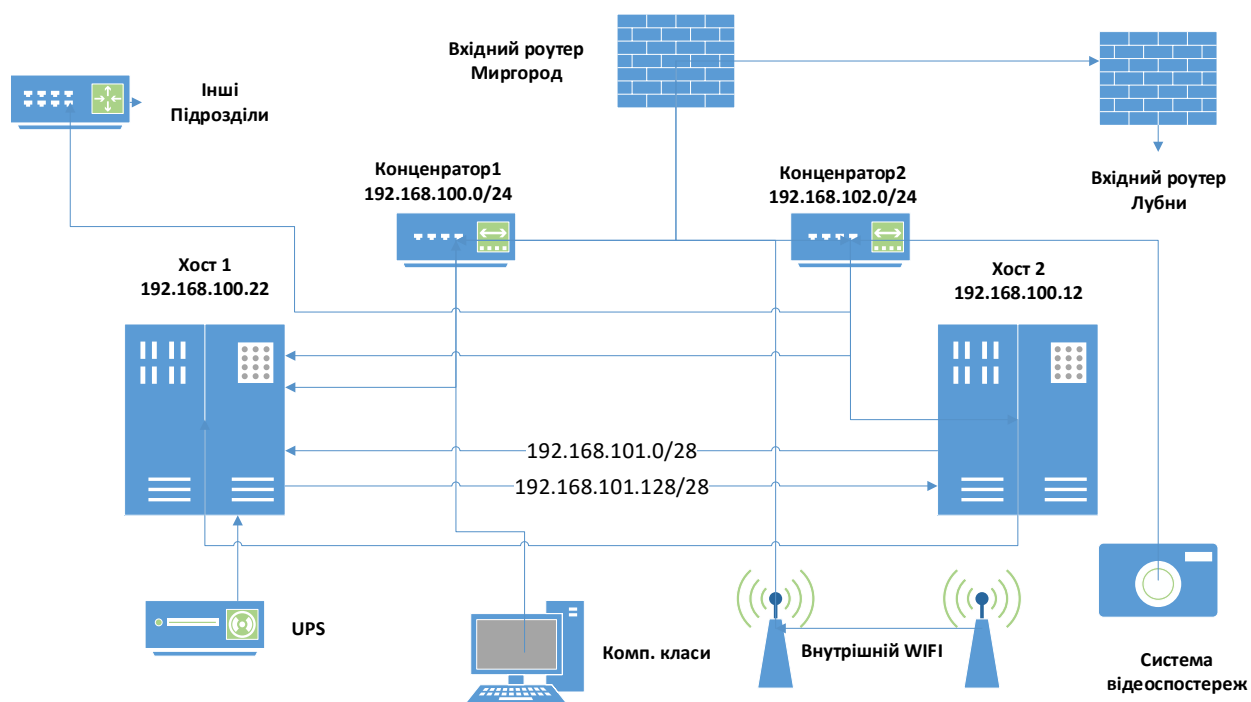 Вхідний роутер
Миргород
Інші
Підрозділи
Конценратор1
192.168.100.0/24
Конценратор2
192.168.102.0/24
Вхідний роутер
Лубни
Хост 1
192.168.100.22
Хост 2
192.168.100.12
192.168.101.0/28
192.168.101.128/28
UPS
Комп. класи
Внутрішній WIFI
Система
відеоспостереж